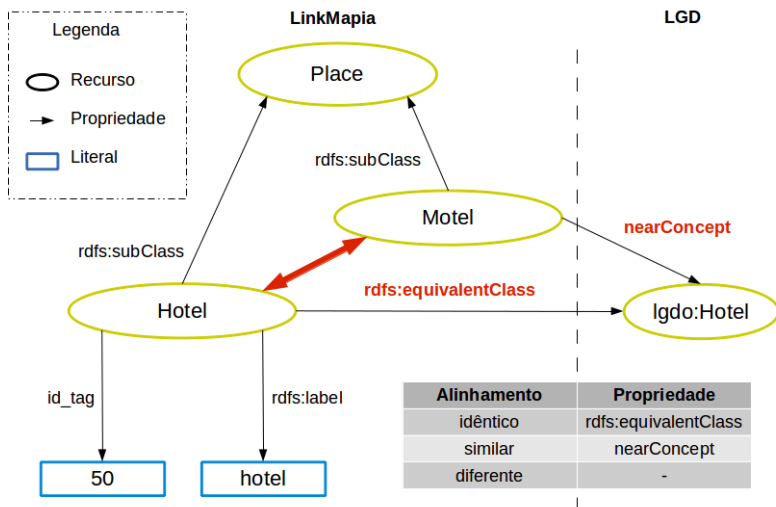 LinkMapia
LGD
Legenda
Recurso
Propriedade
Literal
Place
rdfs:subClass
Motel
nearConcept
rdfs:subClass
rdfs:equivalentClass
Hotel
lgdo:Hotel
id_tag
rdfs:label
50
hotel
Alinhamento Propriedade
idêntico rdfs:equivalentClass
similar nearConcept
diferente -